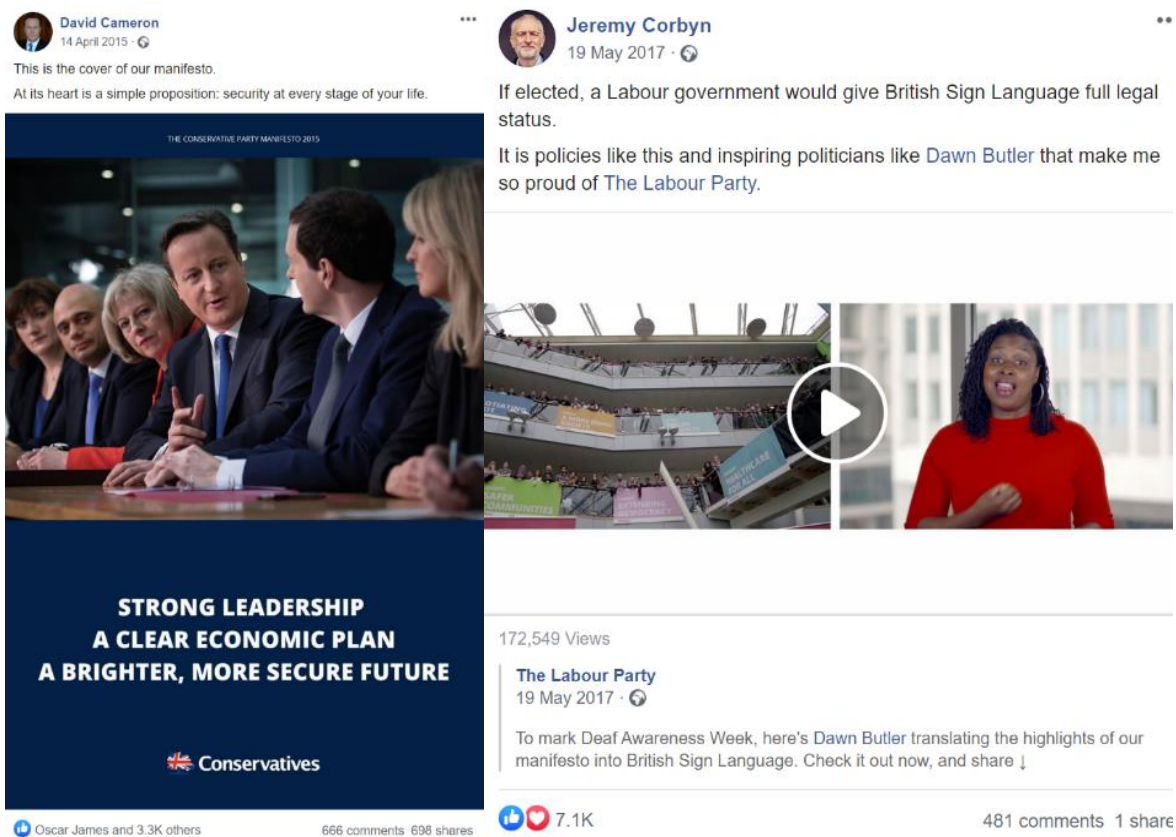 David Cameron
14 April 2015 ·
This is the cover of our manifesto.
At its heart is a simple proposition: security at every stage of your life.
THE CONSERVATIVE PARTY MANIFESTO 2015
STRONG LEADERSHIP
A CLEAR ECONOMIC PLAN
A BRIGHTER, MORE SECURE FUTURE
Conservatives
Oscar James and 3.3K others
666 comments 698 shares
Jeremy Corbyn
19 May 2017 ·
If elected, a Labour government would give British Sign Language full legal
status.
It is policies like this and inspiring politicians like Dawn Butler that make me
so proud of The Labour Party.
SAFER
COMMUNITIES
EXTENDING
DEMOCRACY
HEALTHCARE
FOR ALL
172,549 Views
The Labour Party
19 May 2017 ·
To mark Deaf Awareness Week, here's Dawn Butler translating the highlights of our
manifesto into British Sign Language. Check it out now, and share ↓
7.1K
481 comments 1 share